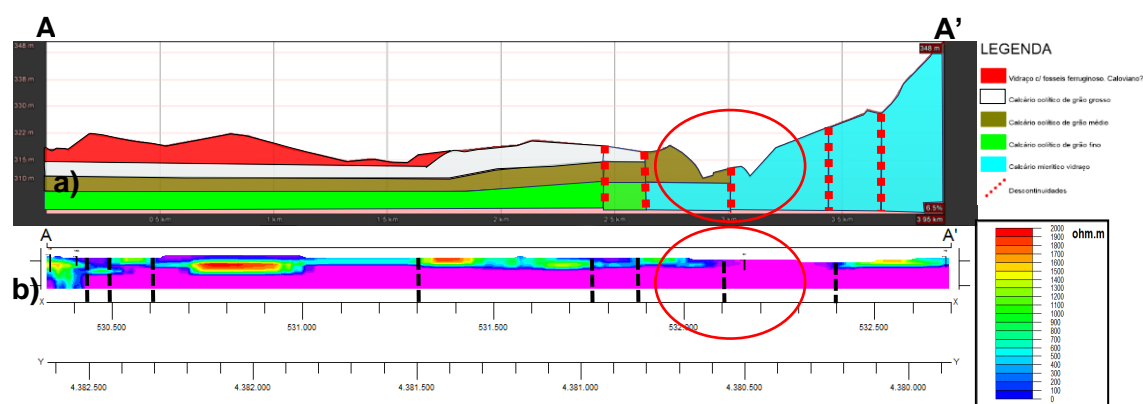 A
A'
348 m
338 m
330 m
322 m
315 m
310 m
a)
0.5 km
1 km
1.5 km
2 km
2.5 km
3 km
3.5 km
348 m
6.5%
3.95 km
LEGENDA
Vidraço c/ fosseis ferruginoso. Caloviano?
Calcário oolítico de grão grosso
Calcário oolítico de grão médio
Calcário oolítico de grão fino
Calcário micrítico vidraço
Descontinuidades
A
A'
b)
X
X
530.500
531.000
531.500
532.000
532.500
Y
Y
4.382.500
4.382.000
4.381.500
4.381.000
4.380.500
4.380.000
ohm.m
2000
1900
1800
1700
1600
1500
1400
1300
1200
1100
1000
900
800
700
600
500
400
300
200
100
0